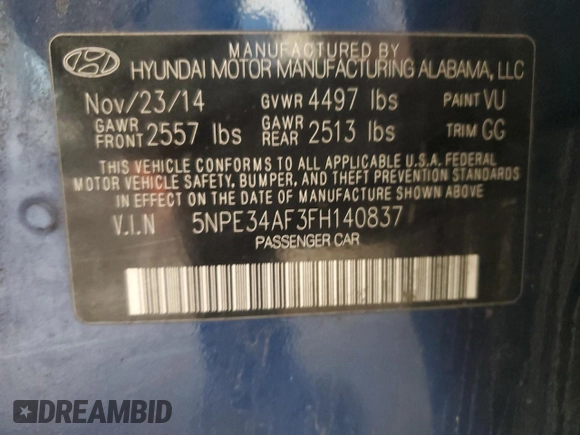 MANUFACTURED BY
HYUNDAI MOTOR MANUFACTURING ALABAMA, LLC
Nov/23/14 GVWR 4497 lbs PAINT VU
GAWR FRONT 2557 lbs GAWR REAR 2513 lbs TRIM GG
THIS VEHICLE CONFORMS TO ALL APPLICABLE U.S.A. FEDERAL
MOTOR VEHICLE SAFETY, BUMPER, AND THEFT PREVENTION STANDARDS
IN EFFECT ON THE DATE OF MANUFACTURE SHOWN ABOVE.
V.I.N 5NPE34AF3FH140837
PASSENGER CAR
DREAMBID